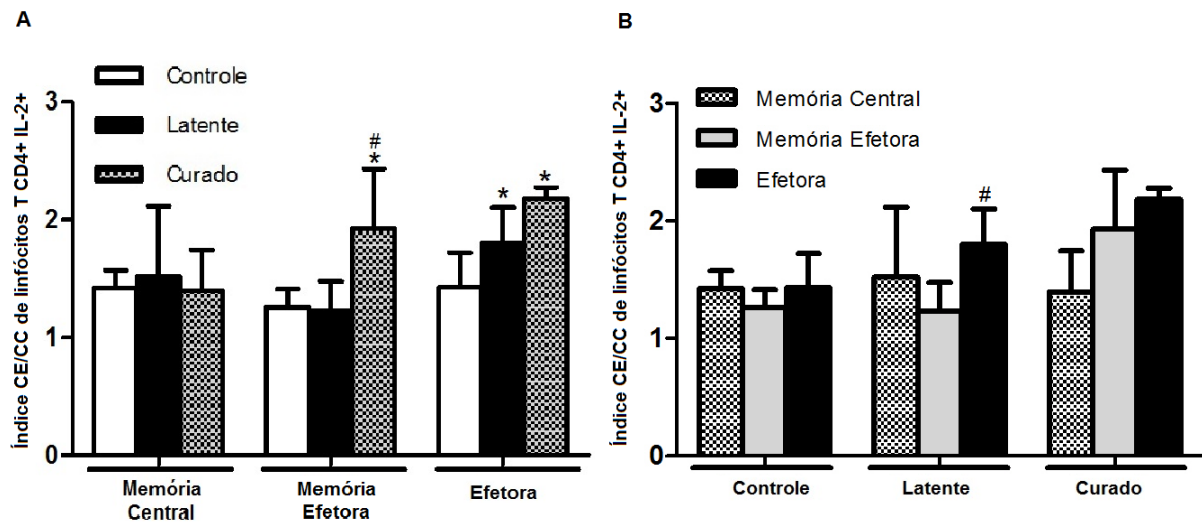 A
Índice CE/CC de linfócitos T CD4+ IL-2+
3
2
1
0
Controle
Latente
Curado
#
*
*
*
Memória
Central
Memória
Efetora
Efetora
B
Índice CE/CC de linfócitos T CD4+ IL-2+
3
2
1
0
Memória Central
Memória Efetora
Efetora
#
Controle
Latente
Curado